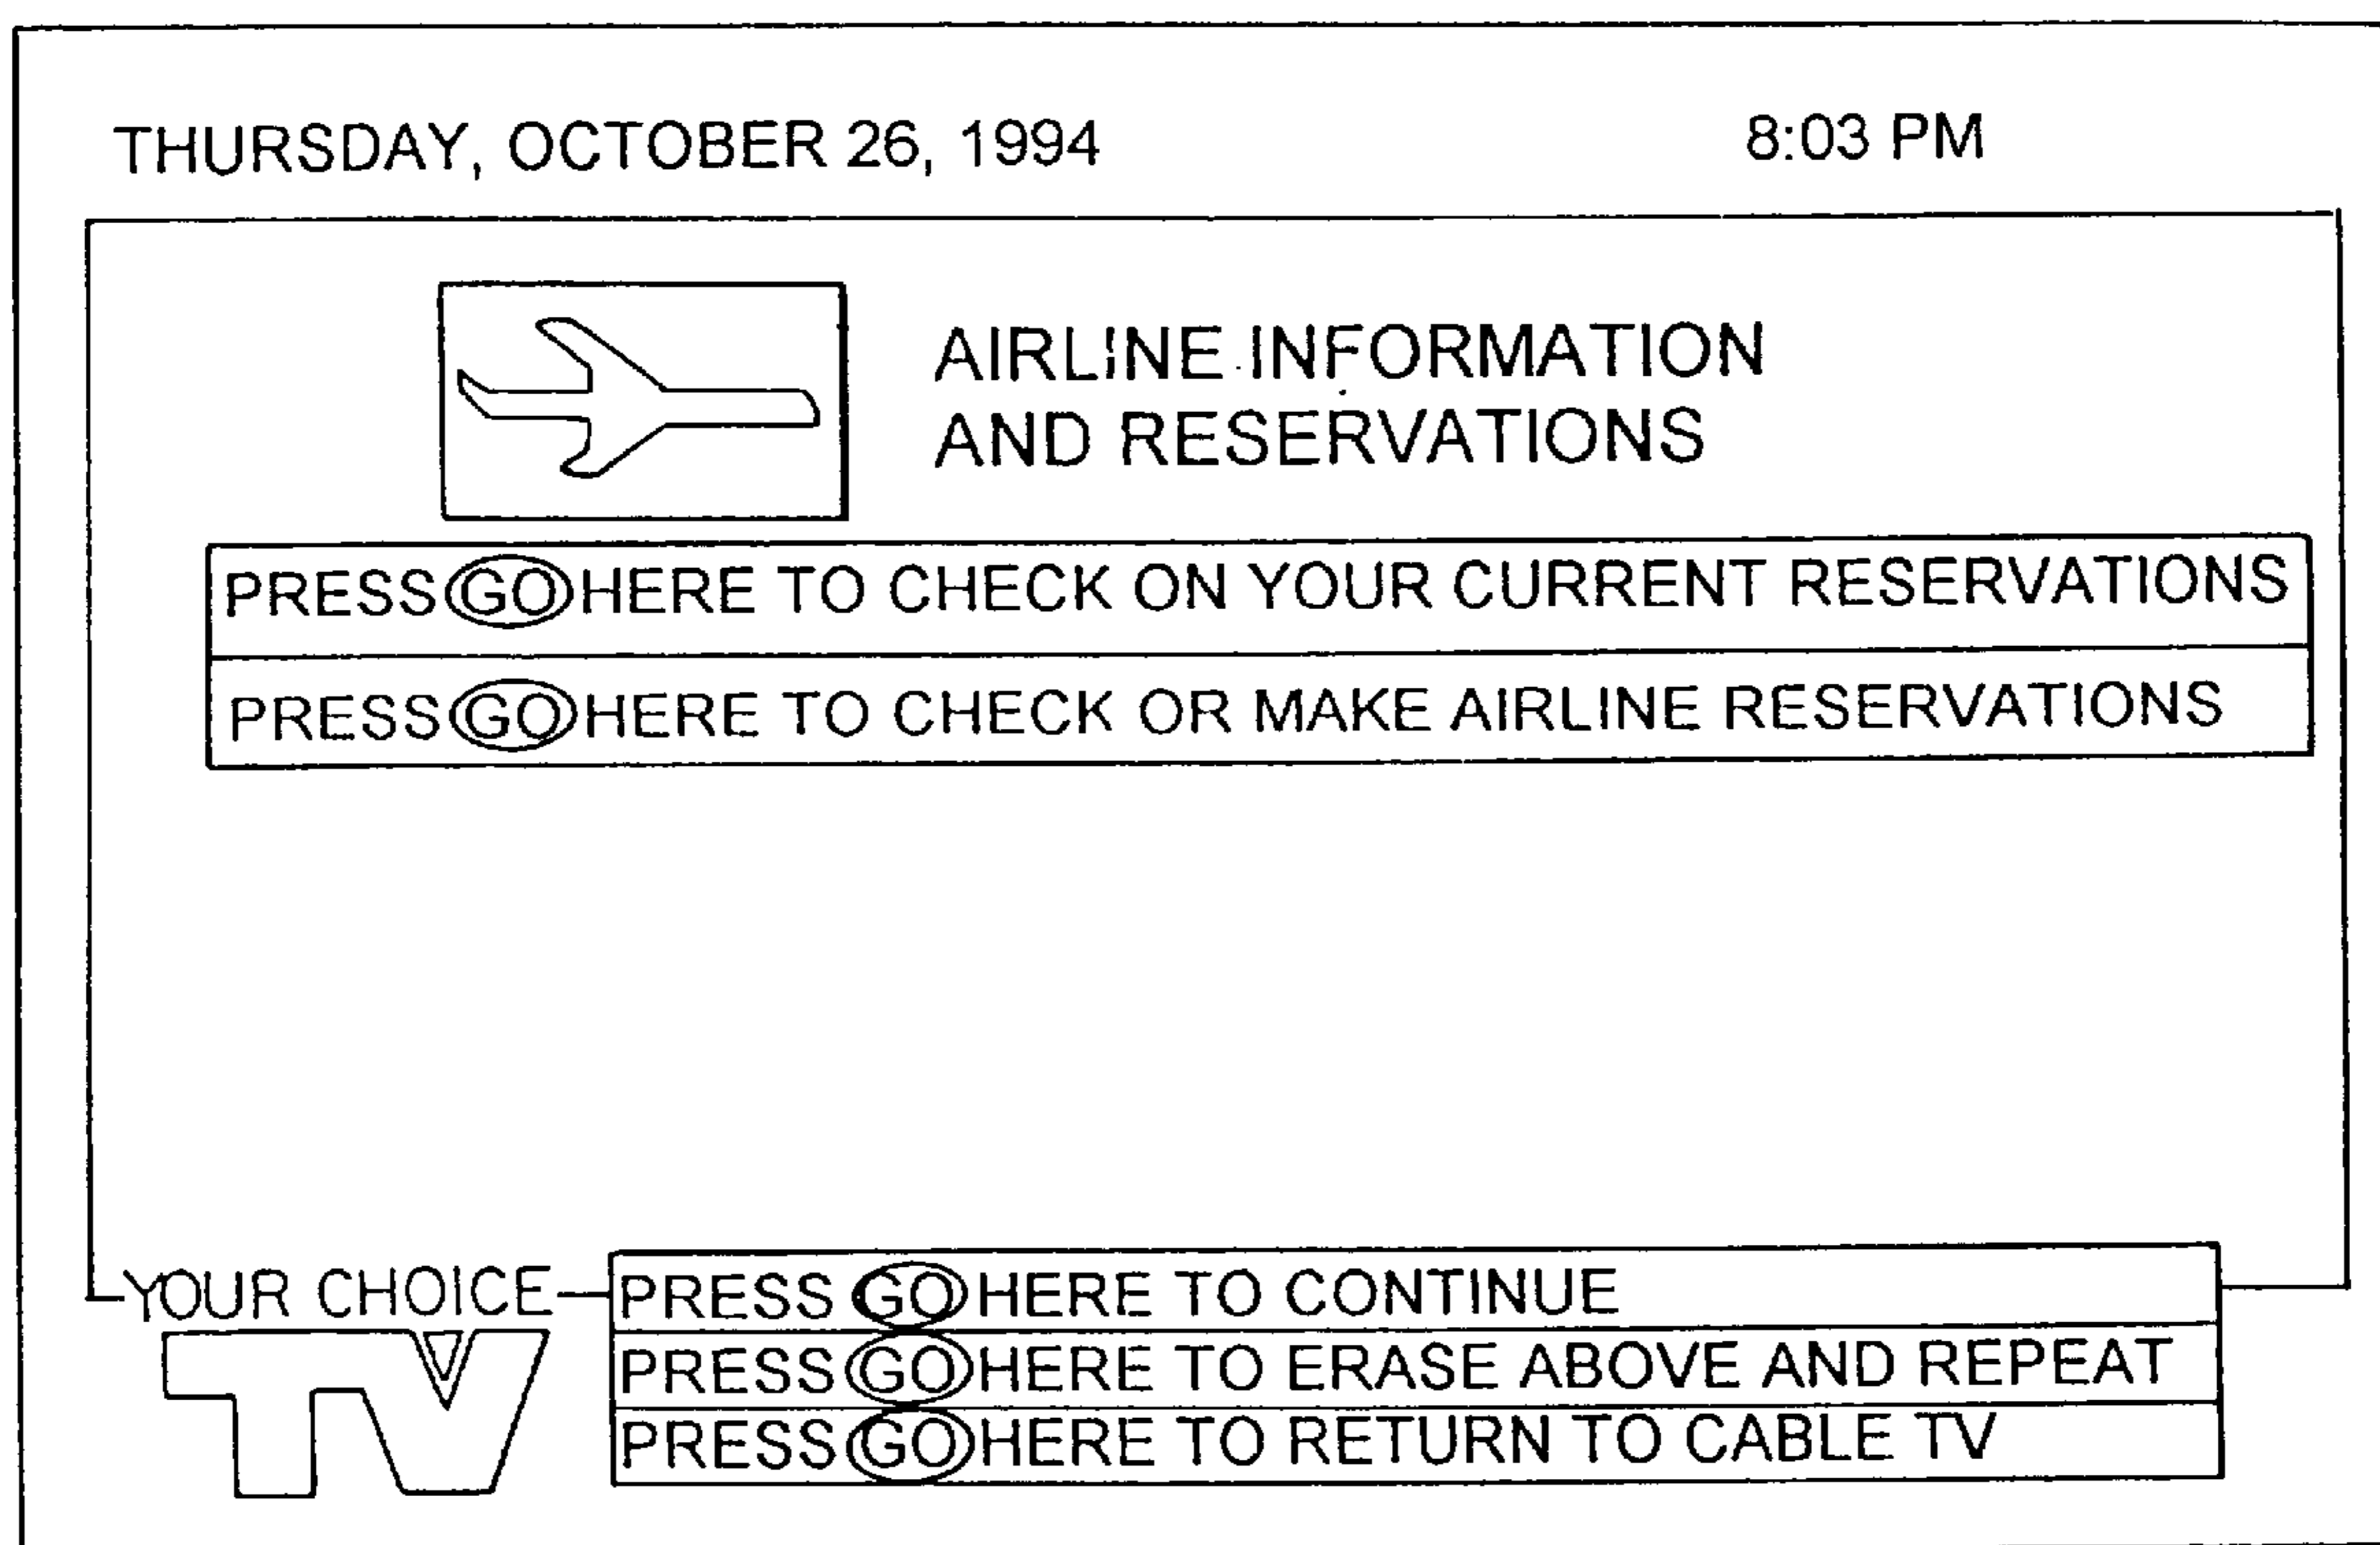 THURSDAY, OCTOBER 26, 1994 8:03 PM
AIRLINE INFORMATION
AND RESERVATIONS
PRESS GO HERE TO CHECK ON YOUR CURRENT RESERVATIONS
PRESS GO HERE TO CHECK OR MAKE AIRLINE RESERVATIONS
YOUR CHOICE
TV
PRESS GO HERE TO CONTINUE
PRESS GO HERE TO ERASE ABOVE AND REPEAT
PRESS GO HERE TO RETURN TO CABLE TV